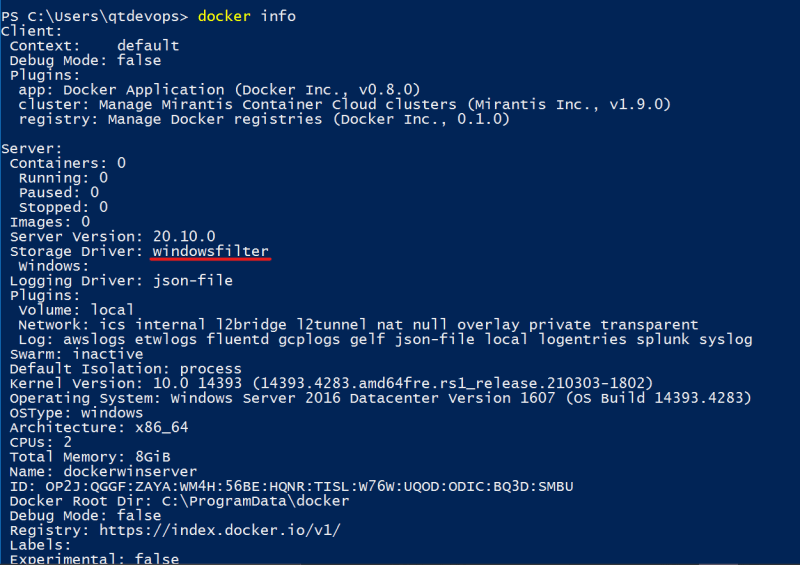 PS C:\Users\qtdevops> docker info
Client:
 Context:    default
 Debug Mode: false
 Plugins:
  app: Docker Application (Docker Inc., v0.8.0)
  cluster: Manage Mirantis Container Cloud clusters (Mirantis Inc., v1.9.0)
  registry: Manage Docker registries (Docker Inc., 0.1.0)

Server:
 Containers: 0
  Running: 0
  Paused: 0
  Stopped: 0
 Images: 0
 Server Version: 20.10.0
 Storage Driver: windowsfilter
  Windows:
 Logging Driver: json-file
 Plugins:
  Volume: local
  Network: ics internal l2bridge l2tunnel nat null overlay private transparent
  Log: awslogs etwlogs fluentd gcplogs gelf json-file local logentries splunk syslog
 Swarm: inactive
 Default Isolation: process
 Kernel Version: 10.0 14393 (14393.4283.amd64fre.rs1_release.210303-1802)
 Operating System: Windows Server 2016 Datacenter Version 1607 (OS Build 14393.4283)
 OSType: windows
 Architecture: x86_64
 CPUs: 2
 Total Memory: 8GiB
 Name: dockerwinserver
 ID: OP2J:QGGF:ZAYA:WM4H:56BE:HQNR:TISL:W76W:UQOD:ODIC:BQ3D:SMBU
 Docker Root Dir: C:\ProgramData\docker
 Debug Mode: false
 Registry: https://index.docker.io/v1/
 Labels:
 Experimental: false